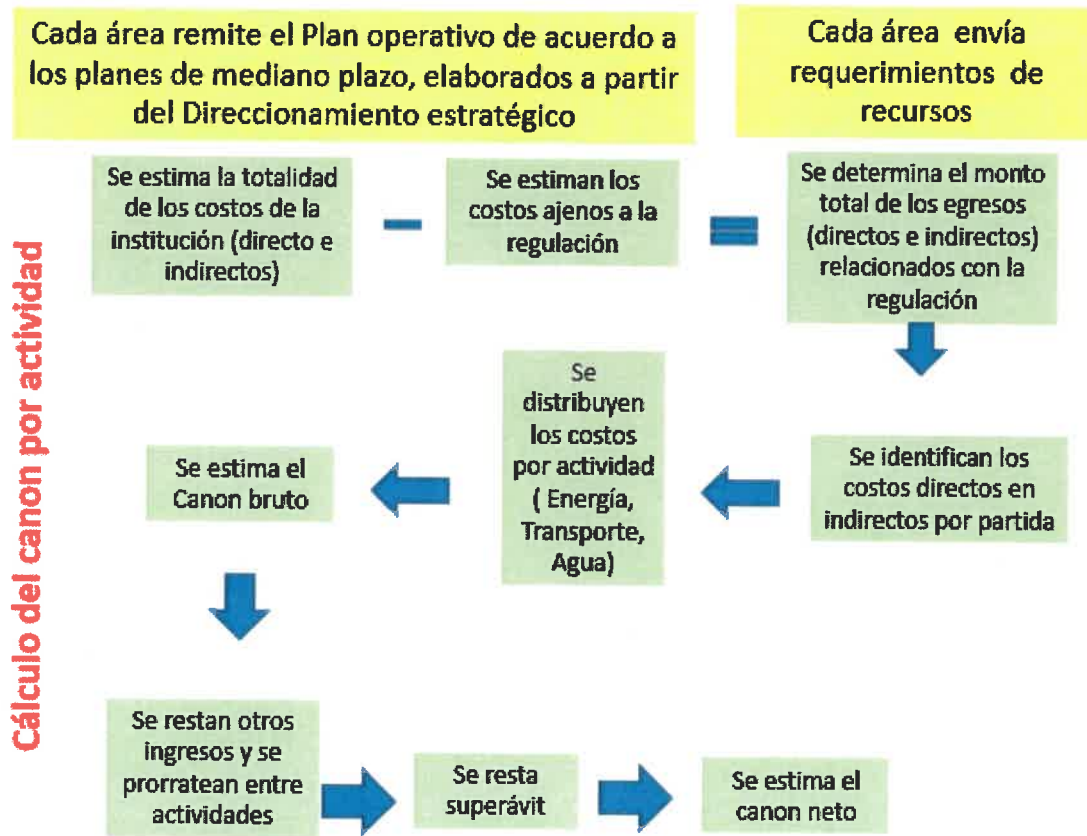 Cada área remite el Plan operativo de acuerdo a
los planes de mediano plazo, elaborados a partir
del Direccionamiento estratégico
Cada área envía
requerimientos de
recursos
Cálculo del canon por actividad
Se estima la totalidad
de los costos de la
institución (directo e
indirectos)
Se estiman los
costos ajenos a la
regulación
Se determina el monto
total de los egresos
(directos e indirectos)
relacionados con la
regulación
Se identifican los
costos directos en
indirectos por partida
Se
distribuyen
los costos
por actividad
( Energía,
Transporte,
Agua)
Se estima el
Canon bruto
Se restan otros
ingresos y se
prorratean entre
actividades
Se resta
superávit
Se estima el
canon neto